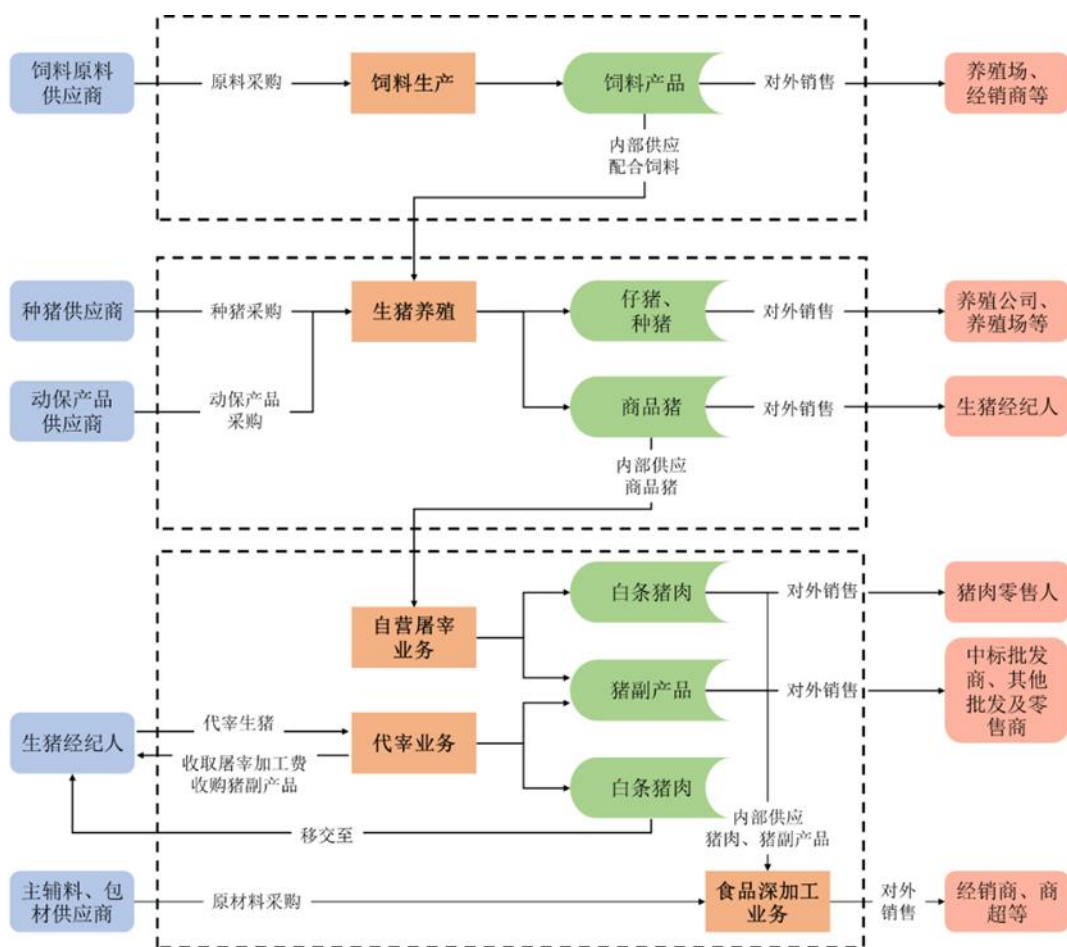 饲料原料
供应商
原料采购
饲料生产
饲料产品
对外销售
养殖场、
经销商等
内部供应
配合饲料
种猪供应商
种猪采购
生猪养殖
仔猪、
种猪
对外销售
养殖公司、
养殖场等
动保产品
供应商
动保产品
采购
商品猪
对外销售
生猪经纪人
内部供应
商品猪
自营屠宰
业务
白条猪肉
对外销售
猪肉零售人
猪副产品
对外销售
中标批发
商、其他
批发及零
售商
生猪经纪人
代宰生猪
收取屠宰加工费
收购猪副产品
代宰业务
白条猪肉
移交至
内部供应
猪肉、猪副产品
主辅料、包
材供应商
原材料采购
食品深加工
业务
对外
销售
经销商、商
超等